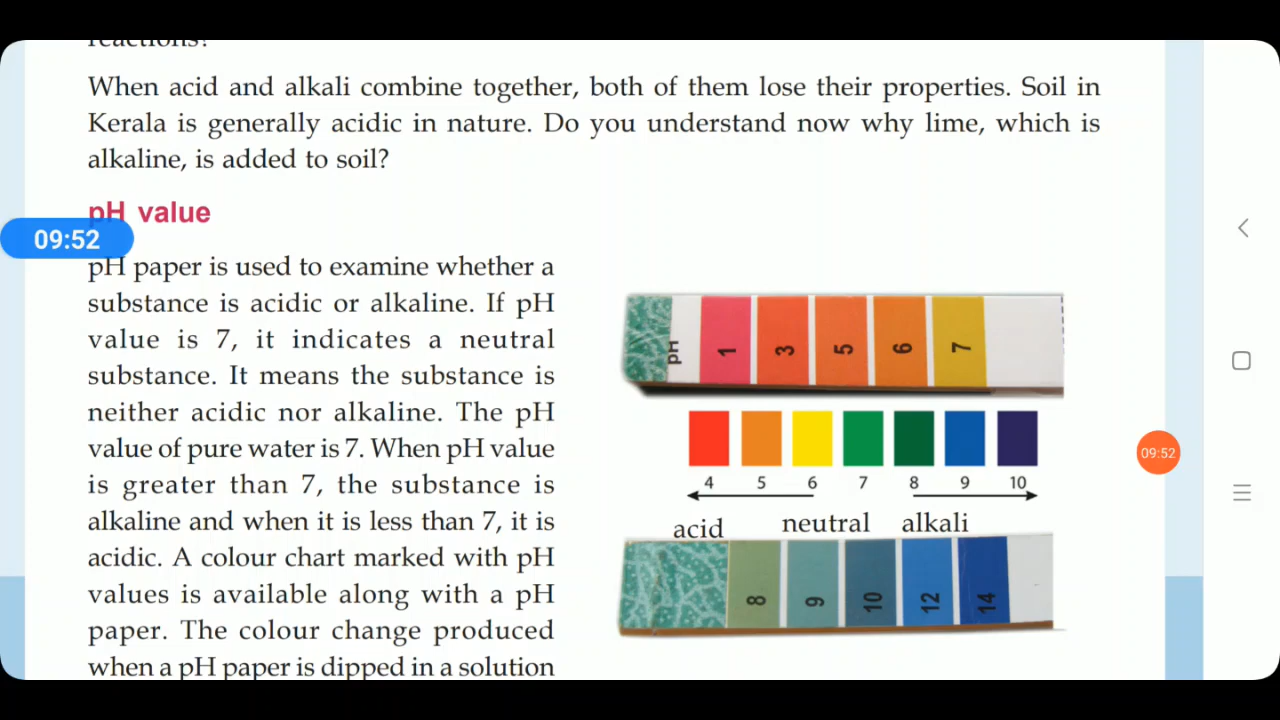 reactions?
When acid and alkali combine together, both of them lose their properties. Soil in
Kerala is generally acidic in nature. Do you understand now why lime, which is
alkaline, is added to soil?
pH value
09:52
pH paper is used to examine whether a
substance is acidic or alkaline. If pH
value is 7, it indicates a neutral
substance. It means the substance is
neither acidic nor alkaline. The pH
value of pure water is 7. When pH value
is greater than 7, the substance is
alkaline and when it is less than 7, it is
acidic. A colour chart marked with pH
values is available along with a pH
paper. The colour change produced
when a pH paper is dipped in a solution
pH 1 3 5 6 7
4 5 6 7 8 9 10
acid neutral alkali
8 9 10 12 14
09:52